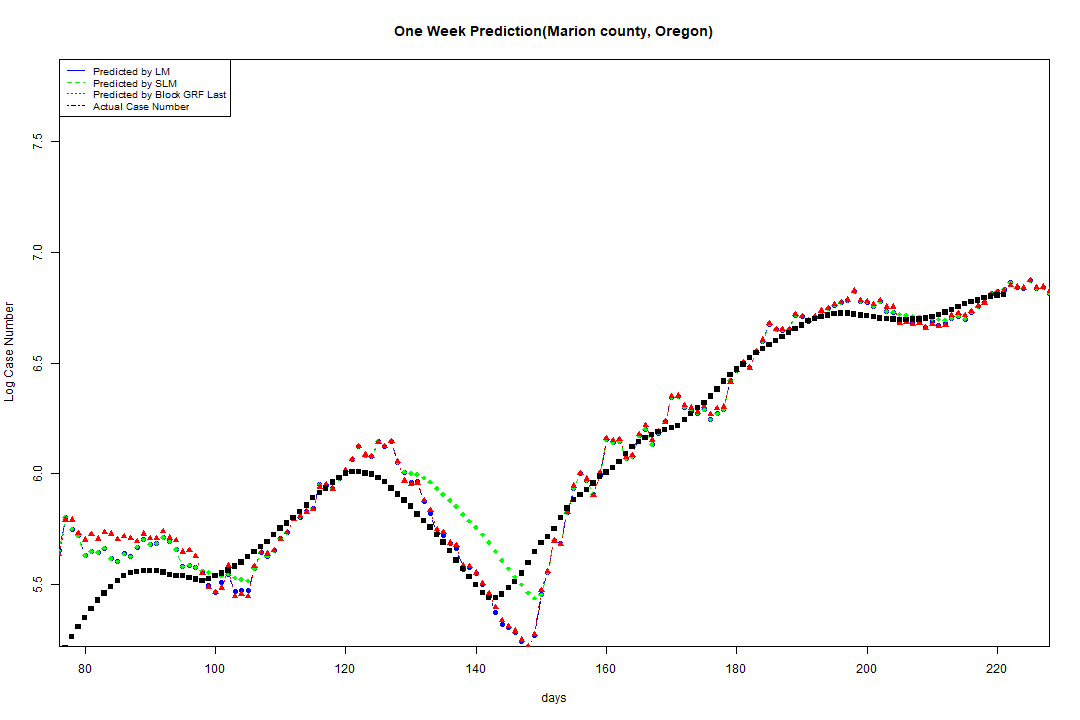 One Week Prediction(Marion county, Oregon)
Predicted by LM
Predicted by SLM
Predicted by Block GRF Last
Actual Case Number
7.5
7.0
6.5
6.0
5.5
Log Case Number
80 100 120 140 160 180 200 220
days